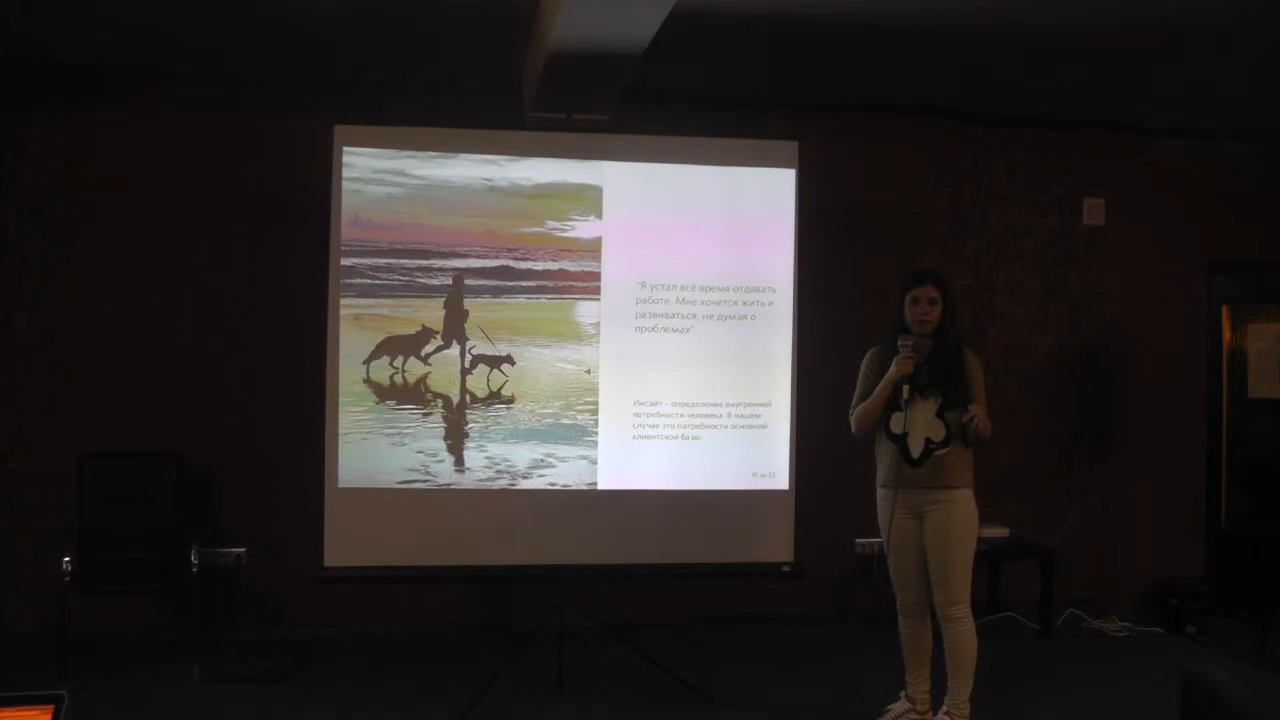 "Я устал всё время отдавать
работе. Мне хочется жить и
развиваться, не думая о
проблемах".
Инсайт - определение внутренней
потребности человека. В нашем
случае это потребности основной
клиентской базы.